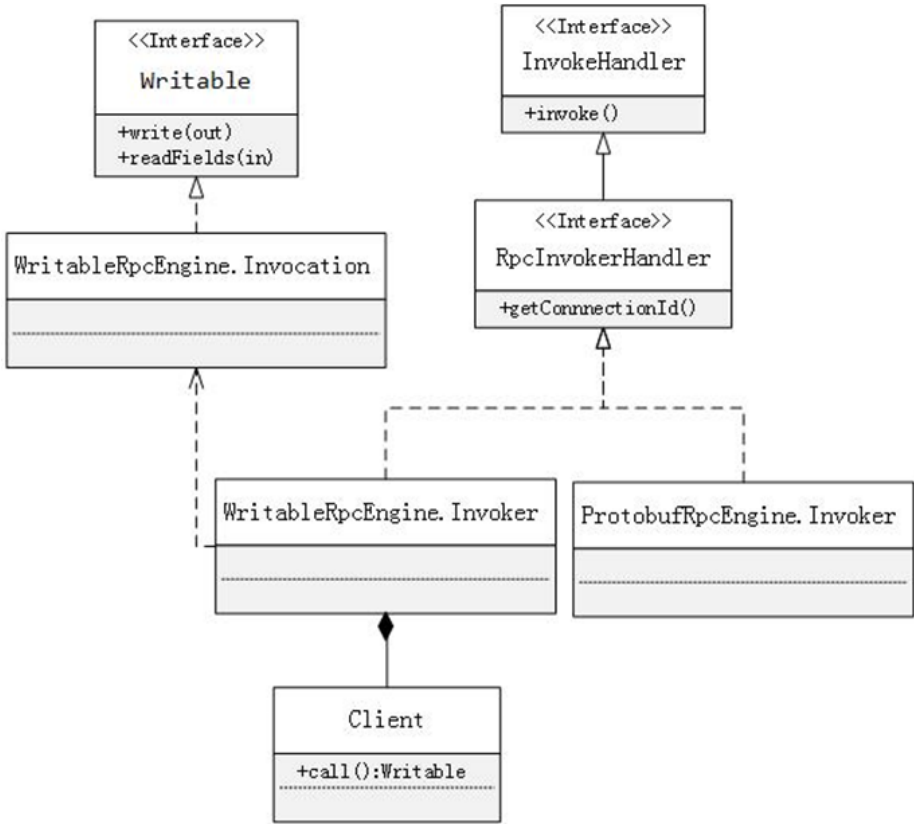 <<Interface>>
Writable
+write(out)
+readFields(in)
<<Interface>>
InvokeHandler
+invoke()
WritableRpcEngine.Invocation
<<Interface>>
RpcInvokerHandler
+getConnnectionId()
WritableRpcEngine.Invoker
ProtobufRpcEngine.Invoker
Client
+call():Writable